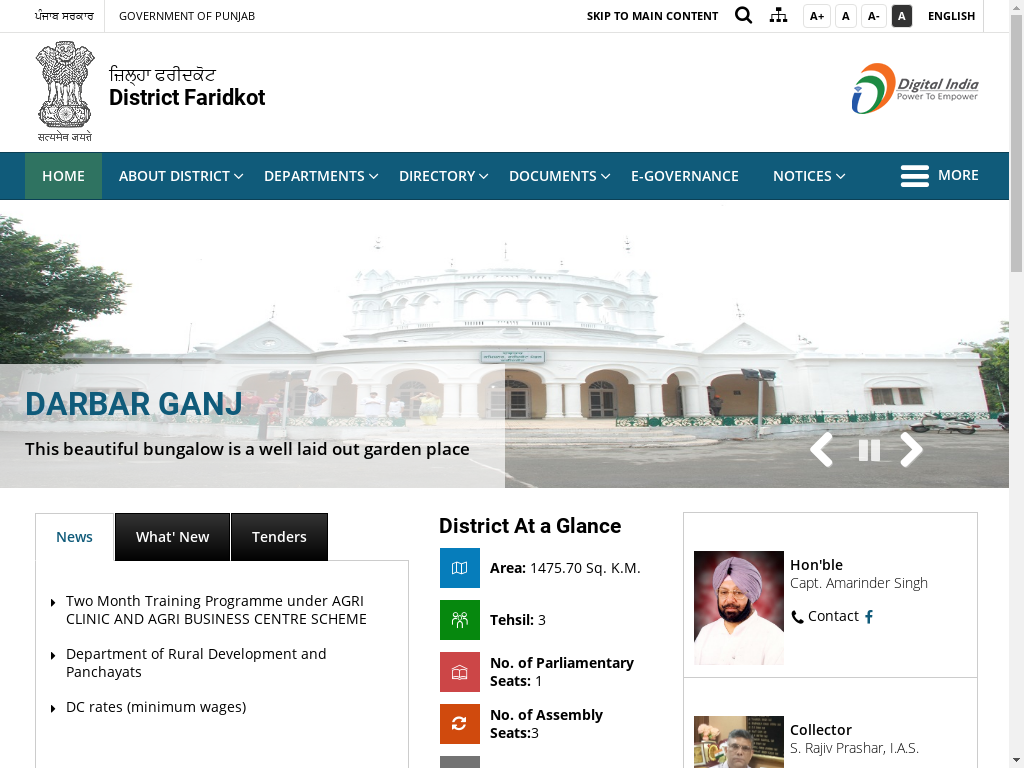 ਪੰਜਾਬ ਸਰਕਾਰ
GOVERNMENT OF PUNJAB
SKIP TO MAIN CONTENT
A+
A
A-
A
ENGLISH
ਜ਼ਿਲ੍ਹਾ ਫਰੀਦਕੋਟ
District Faridkot
सत्यमेव जयते
Digital India
Power To Empower
HOME
ABOUT DISTRICT
DEPARTMENTS
DIRECTORY
DOCUMENTS
E-GOVERNANCE
NOTICES
MORE
DARBAR GANJ
This beautiful bungalow is a well laid out garden place
News
What' New
Tenders
Two Month Training Programme under AGRI
CLINIC AND AGRI BUSINESS CENTRE SCHEME
Department of Rural Development and
Panchayats
DC rates (minimum wages)
District At a Glance
Area: 1475.70 Sq. K.M.
Tehsil: 3
No. of Parliamentary
Seats: 1
No. of Assembly
Seats:3
Hon'ble
Capt. Amarinder Singh
Contact
Collector
S. Rajiv Prashar, I.A.S.